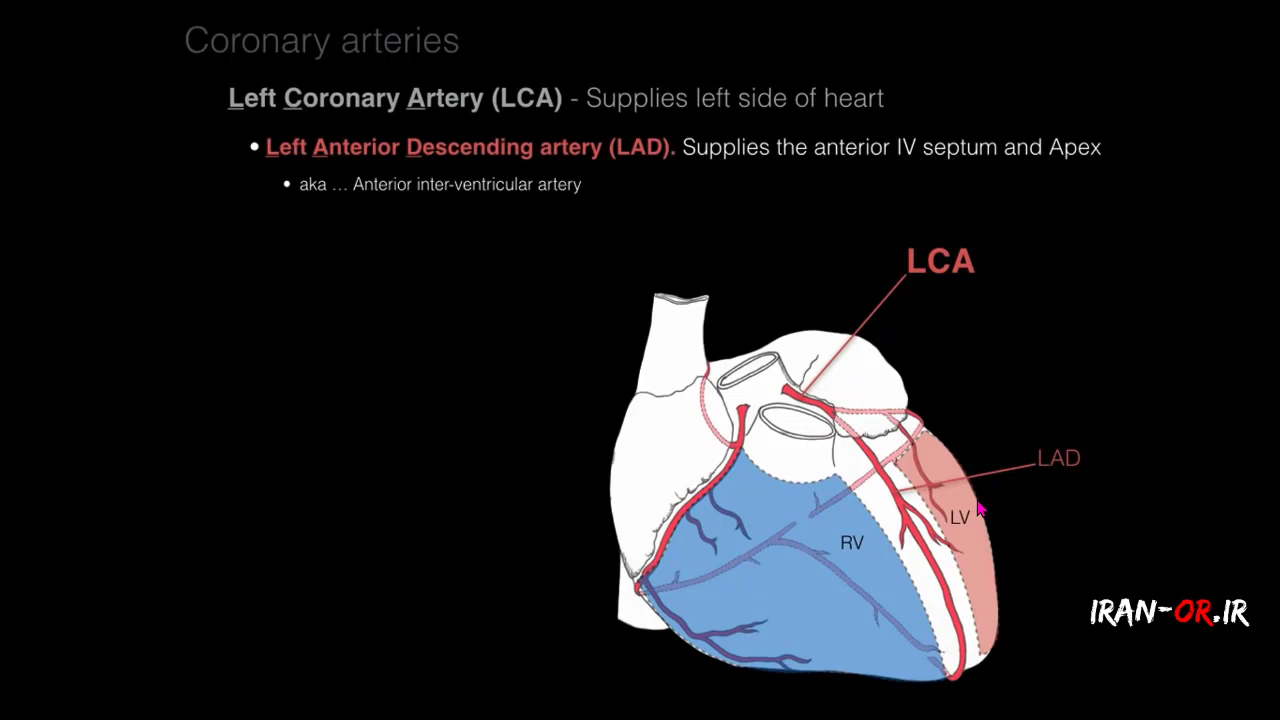 Coronary arteries
Left Coronary Artery (LCA) - Supplies left side of heart
• Left Anterior Descending artery (LAD). Supplies the anterior IV septum and Apex
• aka … Anterior inter-ventricular artery
LCA
LAD
LV
RV
IRAN-OR.IR